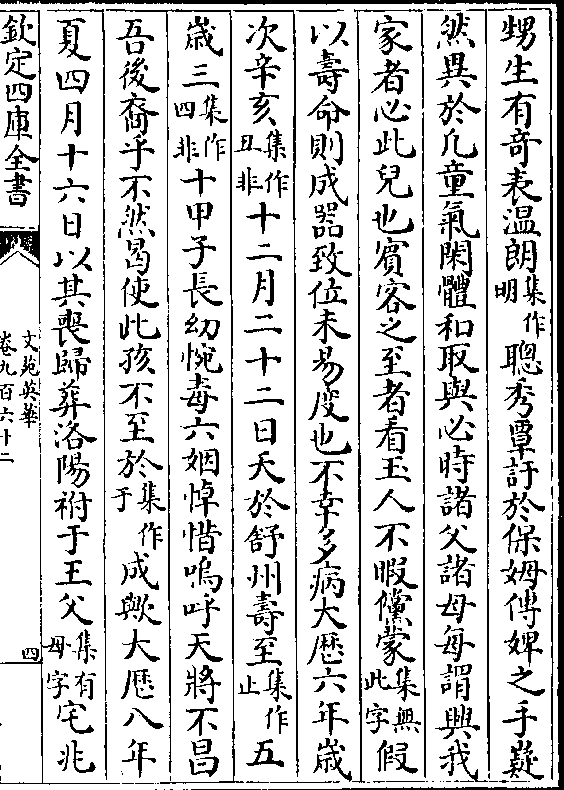 甥生有奇表温朗集作明聰秀覃訏於保姆傅婢之手嶷
然異於凡童氣閑體和取與必時諸父諸母每謂興我
家者必此兒也賓客之至者看玉人不暇儻蒙集無此字假
以壽命則成器致位未易度也不幸多病大厯六年歳
次辛亥集作丑非十二月二十二日夭於舒州壽至集作止五
歳三集作四非十甲子長幼惋毒六姻悼惜嗚呼天將不昌
吾後裔乎不然曷使此孩不至於集作于成歟大厯八年
夏四月十六日以其喪歸葬洛陽祔于王父集有母字宅兆
欽定四庫全書
文苑英華
卷九百六十二
四